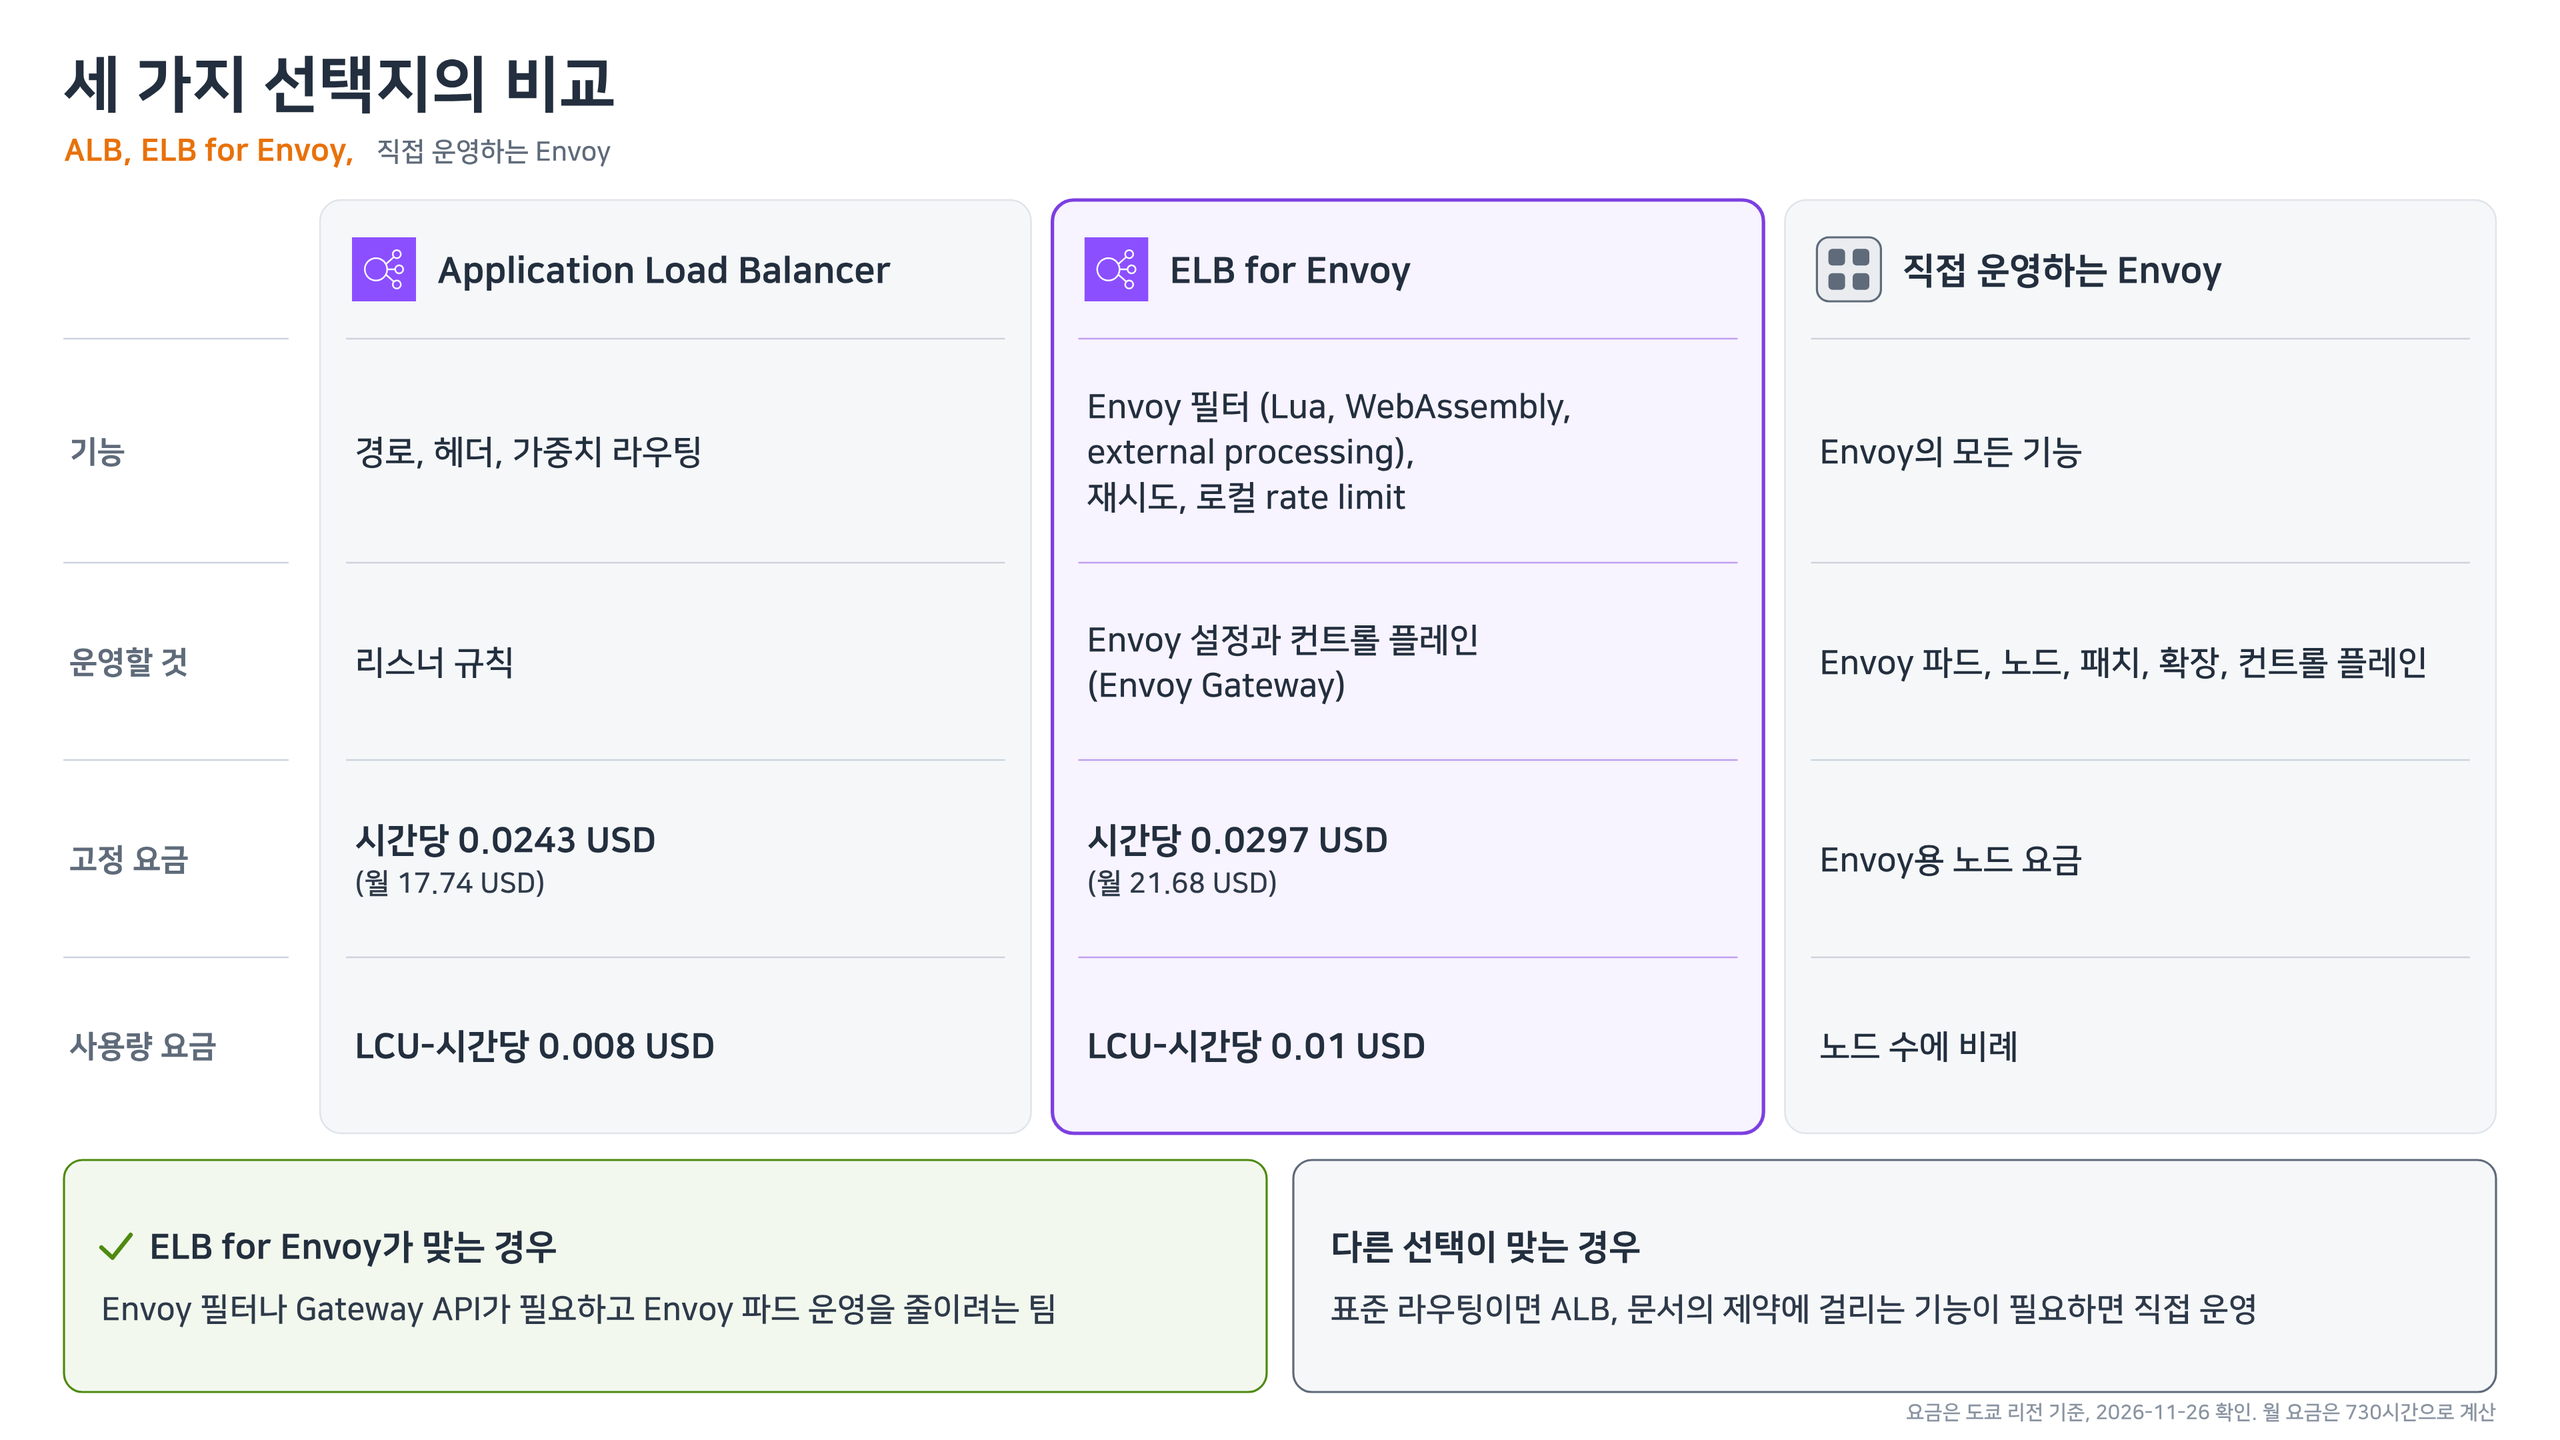 세 가지 선택지의 비교
ALB, ELB for Envoy, 직접 운영하는 Envoy
Application Load Balancer
ELB for Envoy
직접 운영하는 Envoy
기능
경로, 헤더, 가중치 라우팅
Envoy 필터 (Lua, WebAssembly,
external processing),
재시도, 로컬 rate limit
Envoy의 모든 기능
운영할 것
리스너 규칙
Envoy 설정과 컨트롤 플레인
(Envoy Gateway)
Envoy 파드, 노드, 패치, 확장, 컨트롤 플레인
고정 요금
시간당 0.0243 USD
(월 17.74 USD)
시간당 0.0297 USD
(월 21.68 USD)
Envoy용 노드 요금
사용량 요금
LCU-시간당 0.008 USD
LCU-시간당 0.01 USD
노드 수에 비례
ELB for Envoy가 맞는 경우
Envoy 필터나 Gateway API가 필요하고 Envoy 파드 운영을 줄이려는 팀
다른 선택이 맞는 경우
표준 라우팅이면 ALB, 문서의 제약에 걸리는 기능이 필요하면 직접 운영
요금은 도쿄 리전 기준, 2026-11-26 확인. 월 요금은 730시간으로 계산